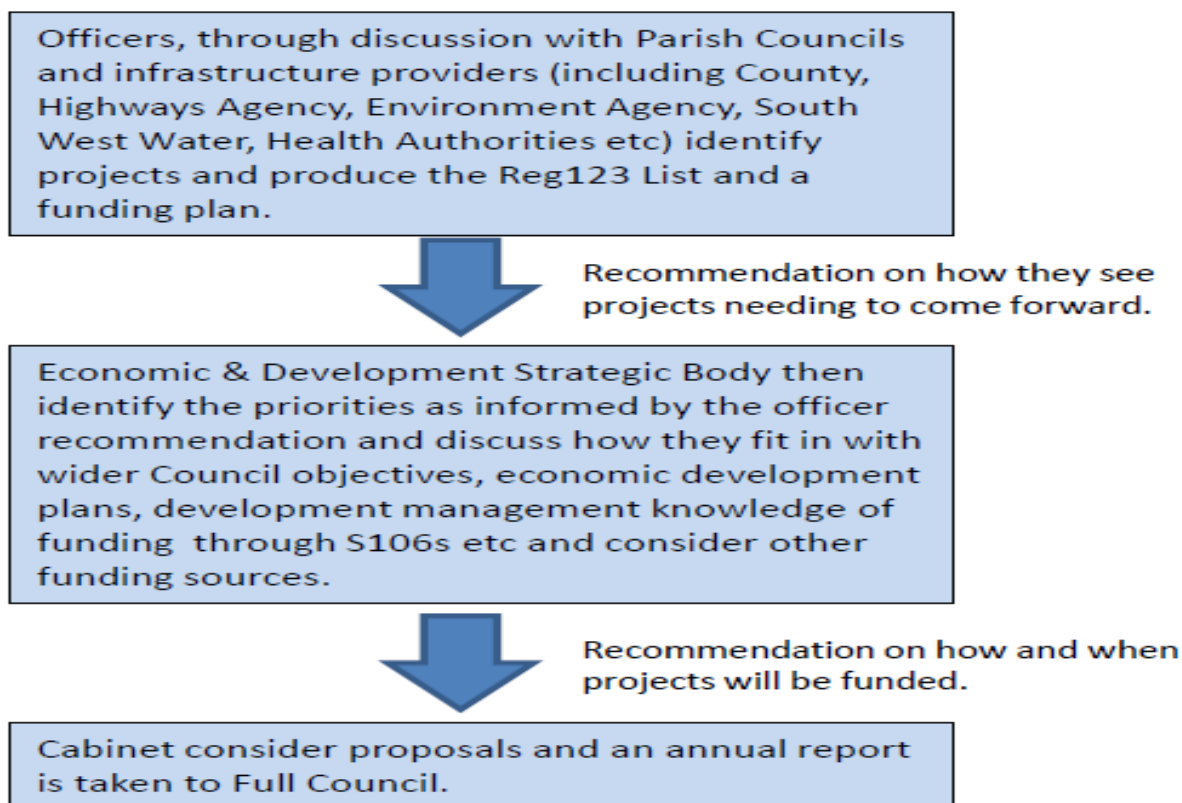 Officers, through discussion with Parish Councils
and infrastructure providers (including County,
Highways Agency, Environment Agency, South
West Water, Health Authorities etc) identify
projects and produce the Reg123 List and a
funding plan.
Recommendation on how they see
projects needing to come forward.
Economic & Development Strategic Body then
identify the priorities as informed by the officer
recommendation and discuss how they fit in with
wider Council objectives, economic development
plans, development management knowledge of
funding through S106s etc and consider other
funding sources.
Recommendation on how and when
projects will be funded.
Cabinet consider proposals and an annual report
is taken to Full Council.